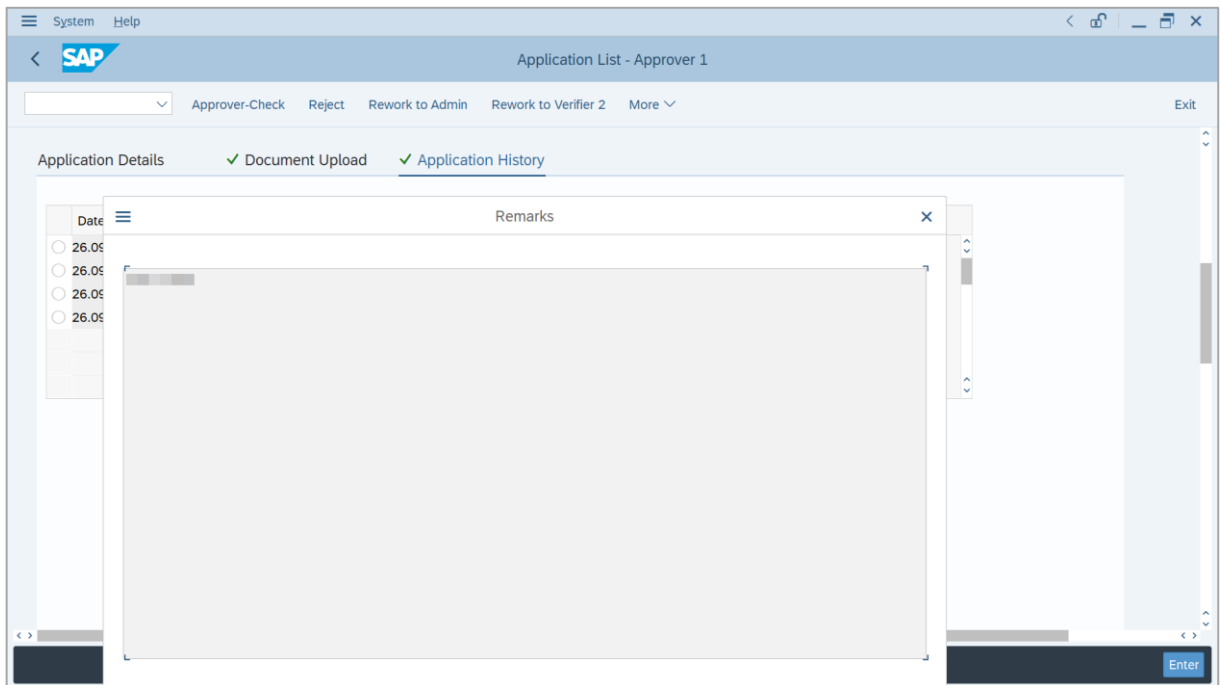 System Help
SAP Application List - Approver 1
Approver-Check Reject Rework to Admin Rework to Verifier 2 More Exit
Application Details Document Upload Application History
Remarks
Date
26.09
26.09
26.09
26.09
Enter